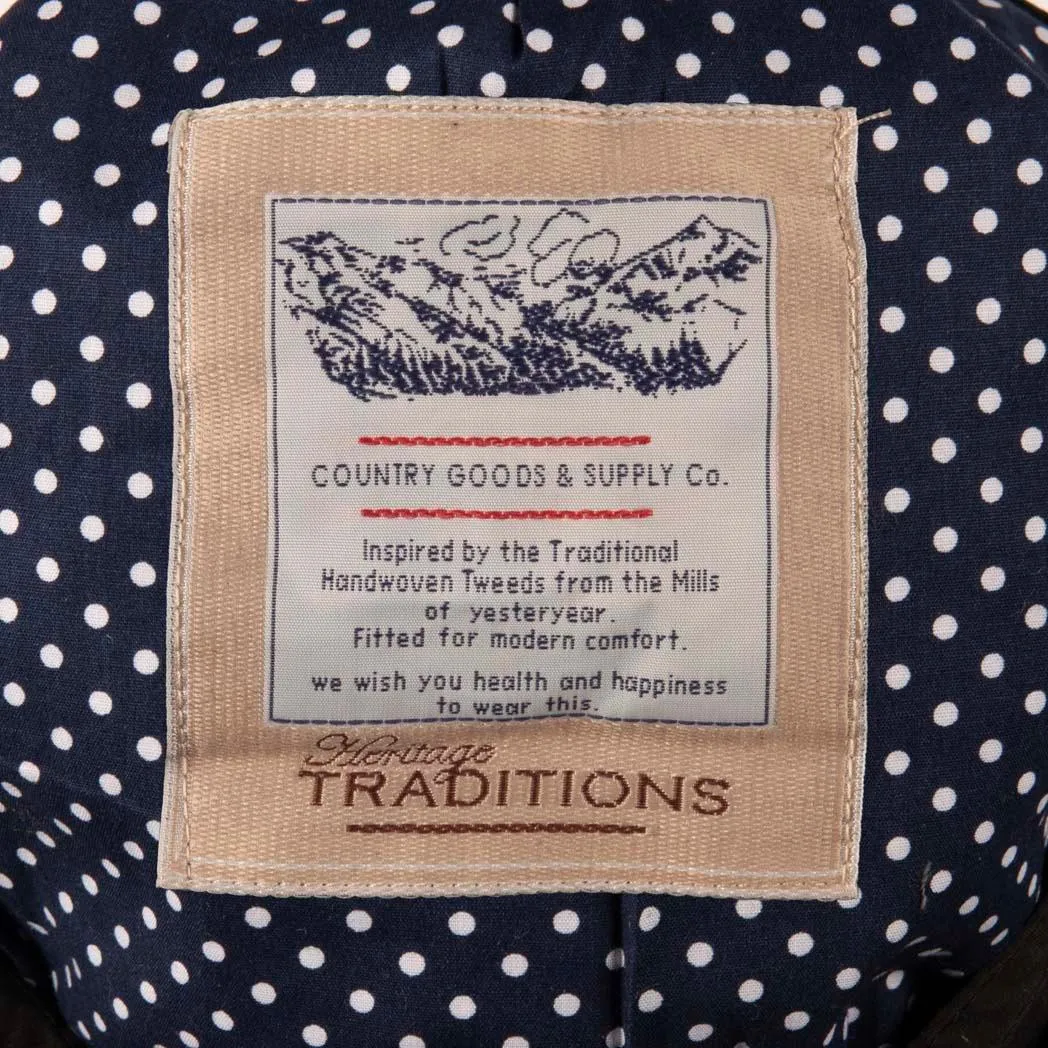 COUNTRY GOODS & SUPPLY Co.
Inspired by the Traditional
Handwoven Tweeds from the Mills
of yesteryear.
Fitted for modern comfort.
we wish you health and happiness
to wear this.
Heritage
TRADITIONS